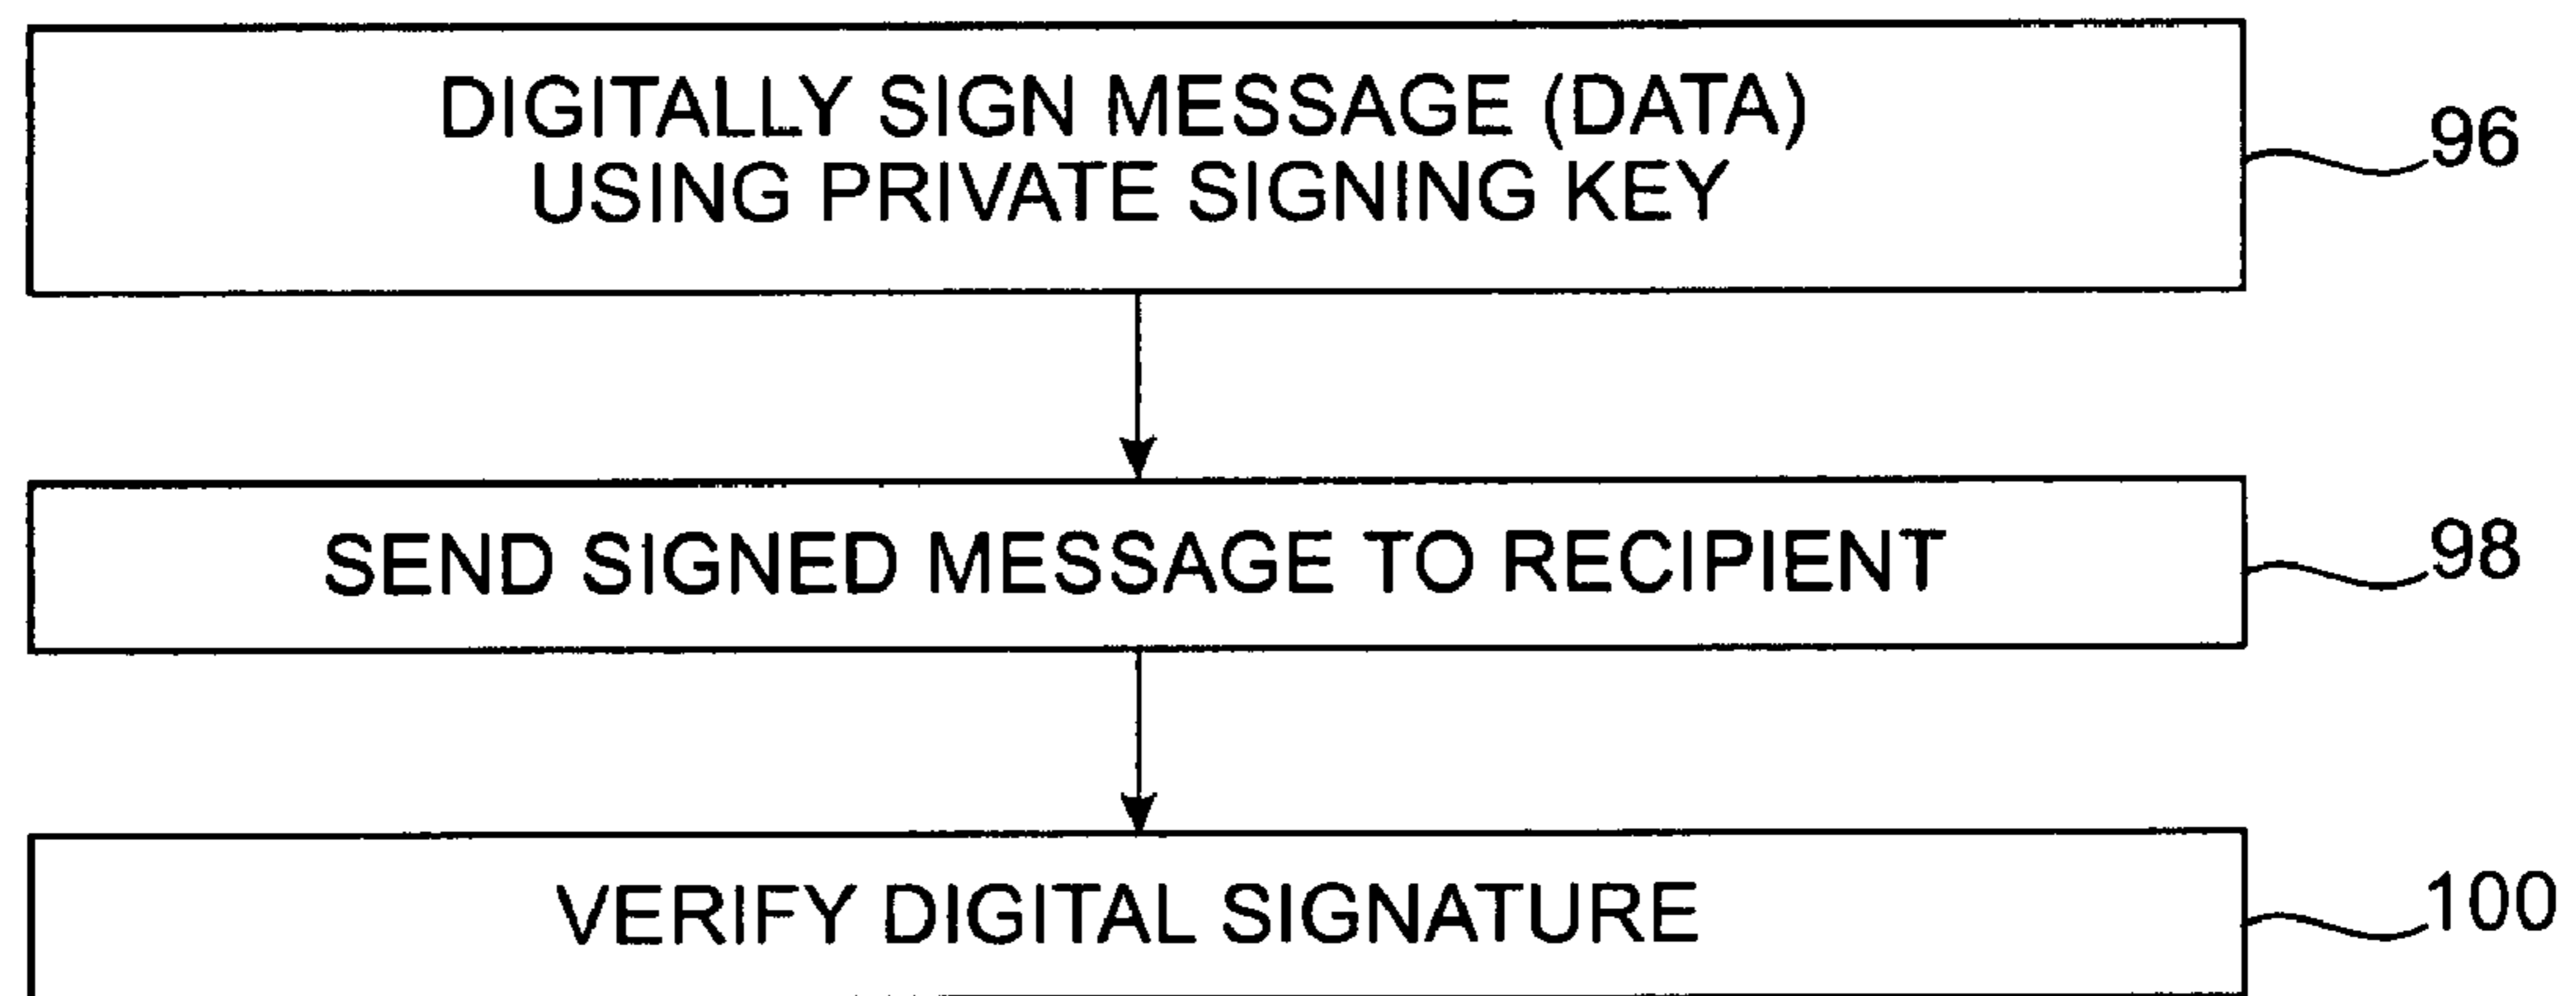 DIGITALLY SIGN MESSAGE (DATA)
USING PRIVATE SIGNING KEY
96
SEND SIGNED MESSAGE TO RECIPIENT
98
VERIFY DIGITAL SIGNATURE
100